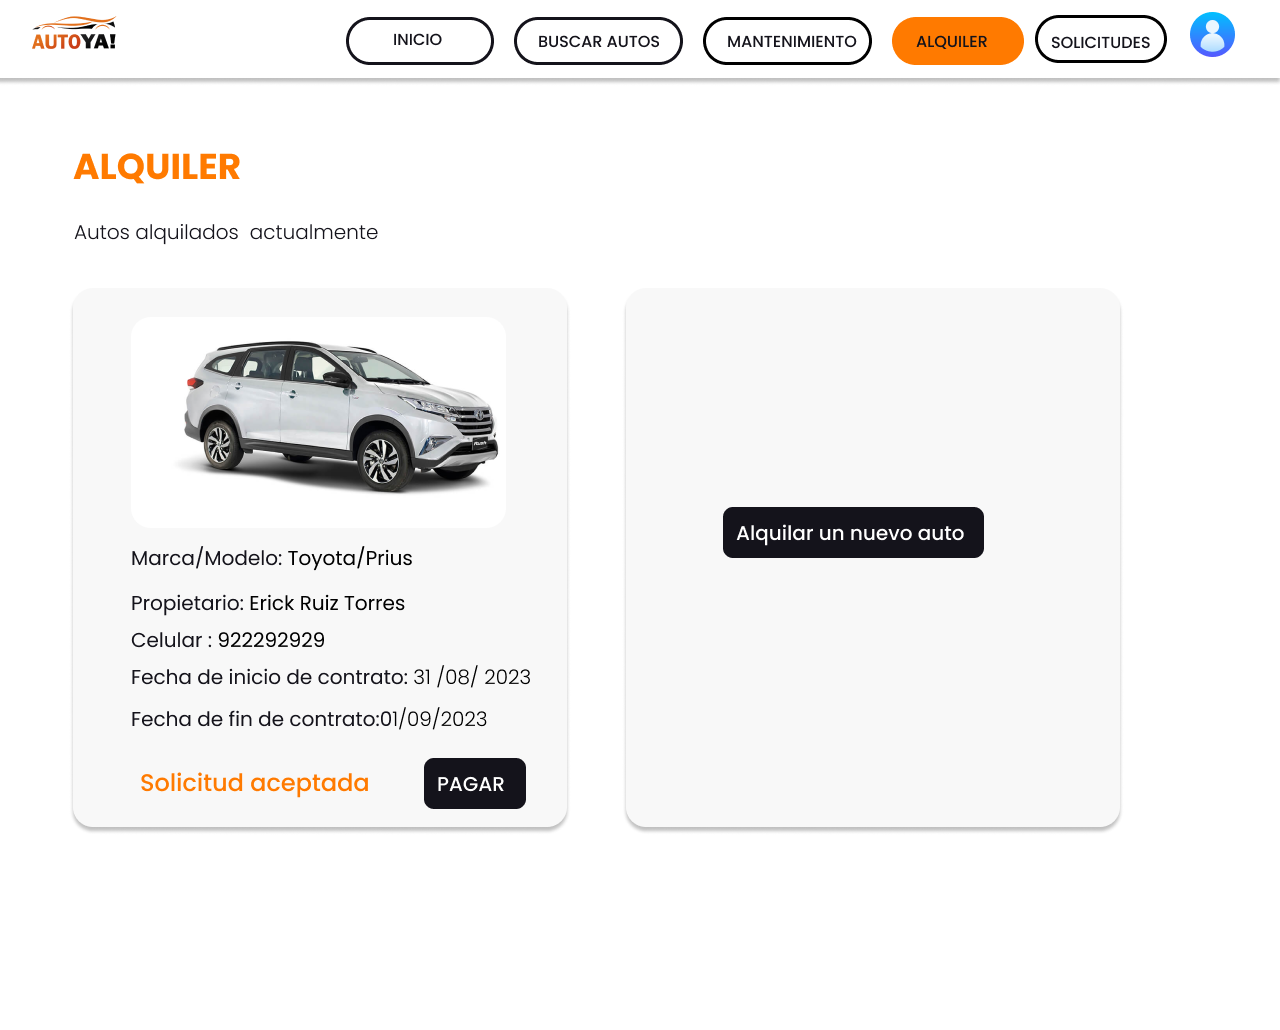 AUTOYA!
INICIO
BUSCAR AUTOS
MANTENIMIENTO
ALQUILER
SOLICITUDES
ALQUILER
Autos alquilados  actualmente
Rush
Marca/Modelo: Toyota/Prius
Propietario: Erick Ruiz Torres
Celular : 922292929
Fecha de inicio de contrato: 31 /08/ 2023
Fecha de fin de contrato:01/09/2023
Solicitud aceptada
PAGAR
Alquilar un nuevo auto